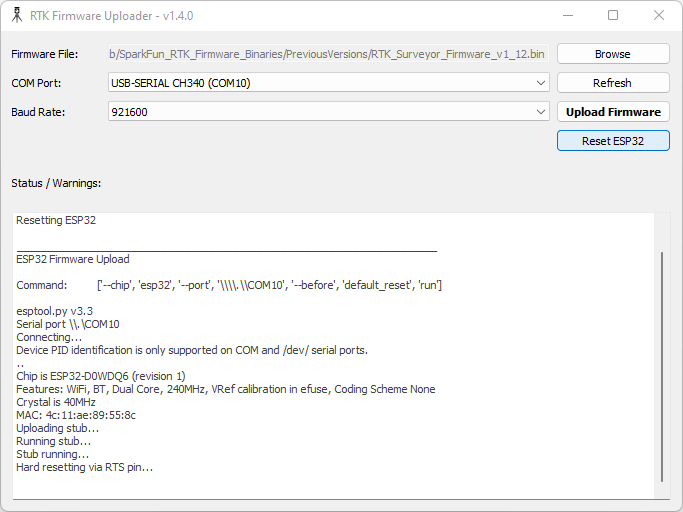 RTK Firmware Uploader - v1.4.0
Firmware File: b/SparkFun_RTK_Firmware_Binaries/PreviousVersions/RTK_Surveyor_Firmware_v1_12.bin Browse
COM Port: USB-SERIAL CH340 (COM10) Refresh
Baud Rate: 921600 Upload Firmware
Reset ESP32
Status / Warnings:
Resetting ESP32
ESP32 Firmware Upload
Command: ['--chip', 'esp32', '--port', '\\\\.\\COM10', '--before', 'default_reset', 'run']
esptool.py v3.3
Serial port \\.\COM10
Connecting...
Device PID identification is only supported on COM and /dev/ serial ports.
..
Chip is ESP32-D0WDQ6 (revision 1)
Features: WiFi, BT, Dual Core, 240MHz, VRef calibration in efuse, Coding Scheme None
Crystal is 40MHz
MAC: 4c:11:ae:89:55:8c
Uploading stub...
Running stub...
Stub running...
Hard resetting via RTS pin...